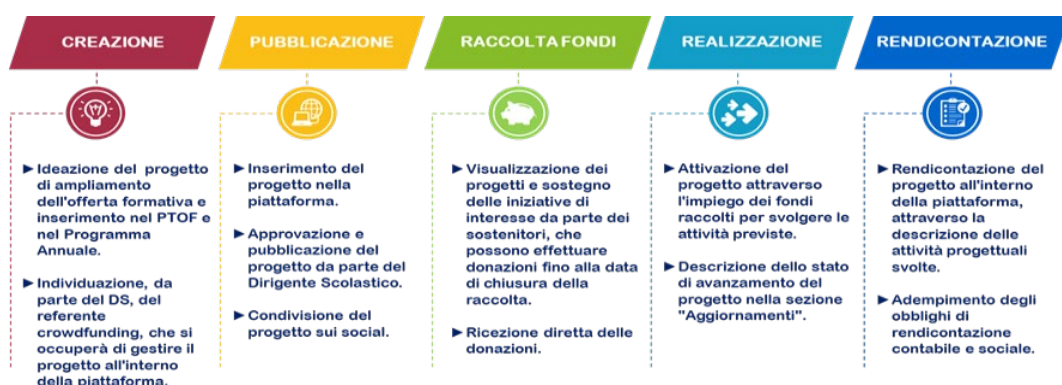 CREAZIONE
PUBBLICAZIONE
RACCOLTA FONDI
REALIZZAZIONE
RENDICONTAZIONE
► Ideazione del progetto
di ampliamento
dell'offerta formativa e
inserimento nel PTOF e
nel Programma
Annuale.
► Individuazione, da
parte del DS, del
referente
crowdfunding, che si
occuperà di gestire il
progetto all'interno
della piattaforma.
► Inserimento del
progetto nella
piattaforma.
► Approvazione e
pubblicazione del
progetto da parte del
Dirigente Scolastico.
► Condivisione del
progetto sui social.
► Visualizzazione dei
progetti e sostegno
delle iniziative di
interesse da parte dei
sostenitori, che
possono effettuare
donazioni fino alla data
di chiusura della
raccolta.
► Ricezione diretta delle
donazioni.
► Attivazione del
progetto attraverso
l'impiego dei fondi
raccolti per svolgere le
attività previste.
► Descrizione dello stato
di avanzamento del
progetto nella sezione
"Aggiornamenti".
► Rendicontazione del
progetto all'interno
della piattaforma,
attraverso la
descrizione delle
attività progettuali
svolte.
► Adempimento degli
obblighi di
rendicontazione
contabile e sociale.